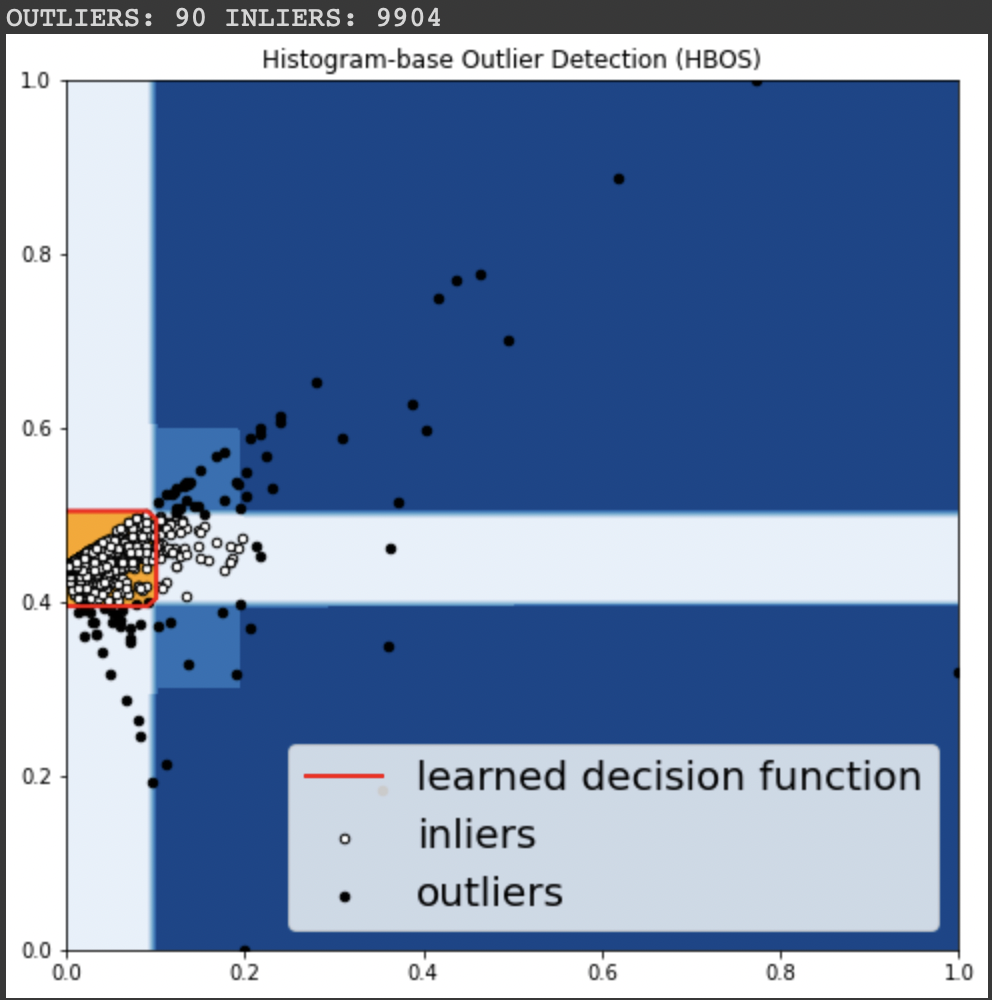 OUTLIERS: 90 INLIERS: 9904
Histogram-base Outlier Detection (HBOS)
1.0
0.8
0.6
0.4
0.2
0.0
learned decision function
inliers
outliers
0.0 0.2 0.4 0.6 0.8 1.0